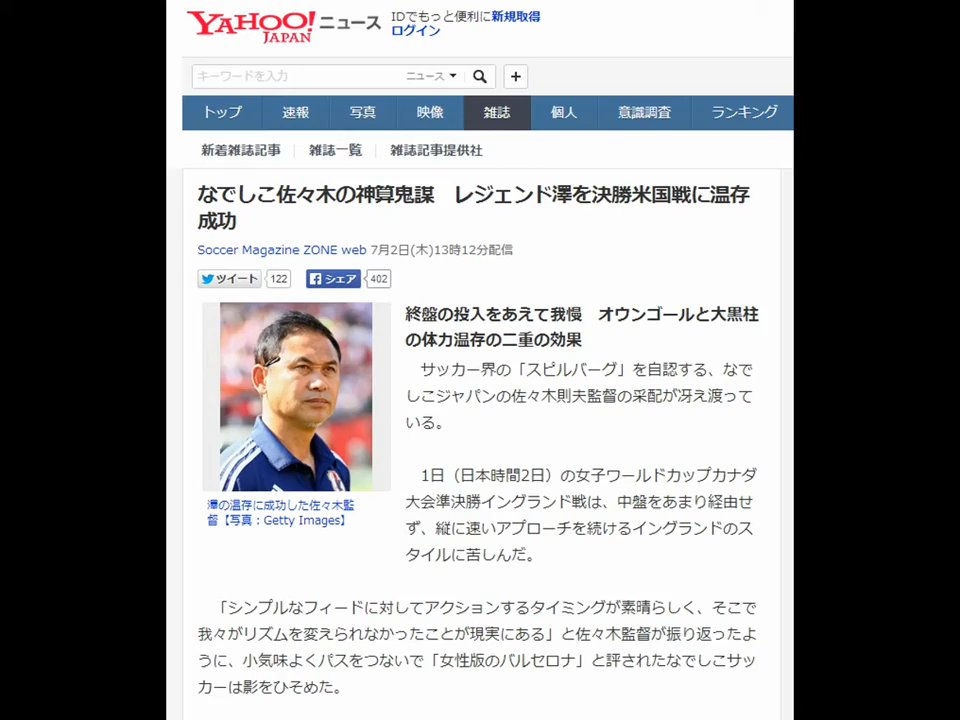 YAHOO! ニュース
JAPAN
IDでもっと便利に新規取得
ログイン
キーワードを入力 ニュース ▼ +
トップ 速報 写真 映像 雑誌 個人 意識調査 ランキング
新着雑誌記事 雑誌一覧 雑誌記事提供社
なでしこ佐々木の神算鬼謀　レジェンド澤を決勝米国戦に温存
成功
Soccer Magazine ZONE web 7月2日(木)13時12分配信
ツイート 122 シェア 402
終盤の投入をあえて我慢　オウンゴールと大黒柱
の体力温存の二重の効果
サッカー界の「スピルバーグ」を自認する、なで
しこジャパンの佐々木則夫監督の采配が冴え渡って
いる。
1日（日本時間2日）の女子ワールドカップカナダ
大会準決勝イングランド戦は、中盤をあまり経由せ
ず、縦に速いアプローチを続けるイングランドのス
タイルに苦しんだ。
澤の温存に成功した佐々木監
督【写真：Getty Images】
「シンプルなフィードに対してアクションするタイミングが素晴らしく、そこで
我々がリズムを変えられなかったことが現実にある」と佐々木監督が振り返ったよ
うに、小気味よくパスをつないで「女性版のバルセロナ」と評されたなでしこサッ
カーは影をひそめた。